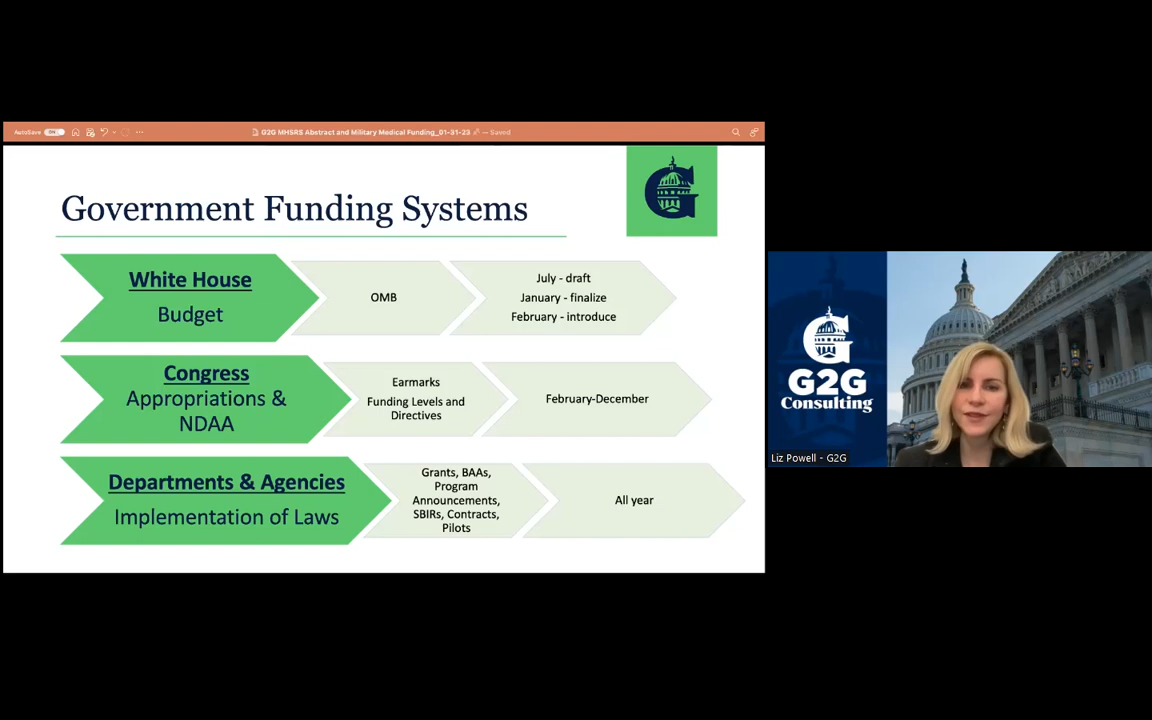 AutoSave ON
G2G MHSRS Abstract and Military Medical Funding_01-31-23 — Saved
Government Funding Systems
G
White House
Budget
OMB
July - draft
January - finalize
February - introduce
Congress
Appropriations &
NDAA
Earmarks
Funding Levels and
Directives
February-December
Departments & Agencies
Implementation of Laws
Grants, BAAs,
Program
Announcements,
SBIRs, Contracts,
Pilots
All year
G
G2G
Consulting
Liz Powell - G2G